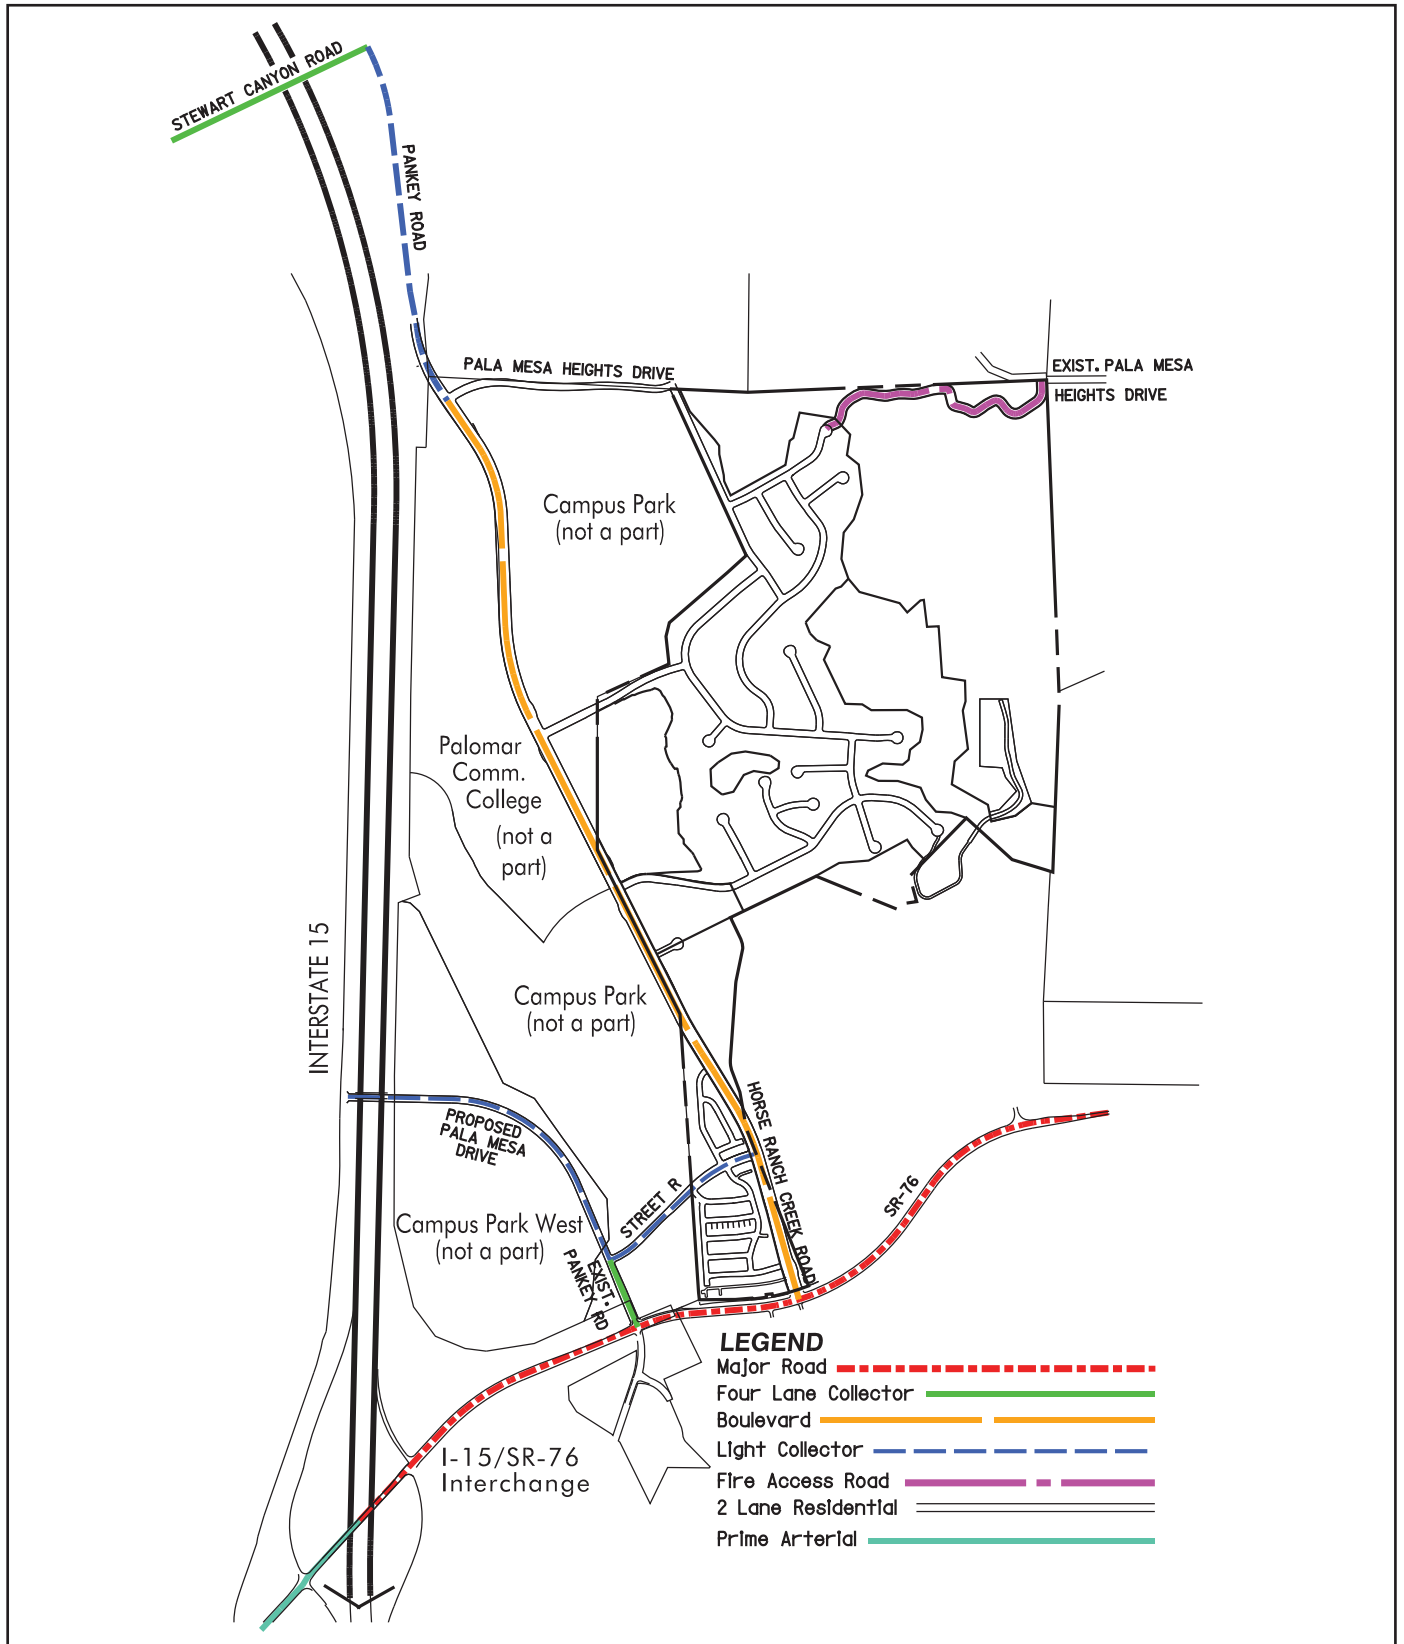 STEWART CANYON ROAD
PANKEY ROAD
PALA MESA HEIGHTS DRIVE
EXIST. PALA MESA
HEIGHTS DRIVE
Campus Park
(not a part)
Palomar
Comm.
College
(not a
part)
INTERSTATE 15
Campus Park
(not a part)
PROPOSED
PALA MESA
DRIVE
HORSE RANCH CREEK ROAD
STREET R
SR-76
Campus Park West
(not a part)
EXIST.
PANKEY RD
I-15/SR-76
Interchange
LEGEND
Major Road
Four Lane Collector
Boulevard
Light Collector
Fire Access Road
2 Lane Residential
Prime Arterial